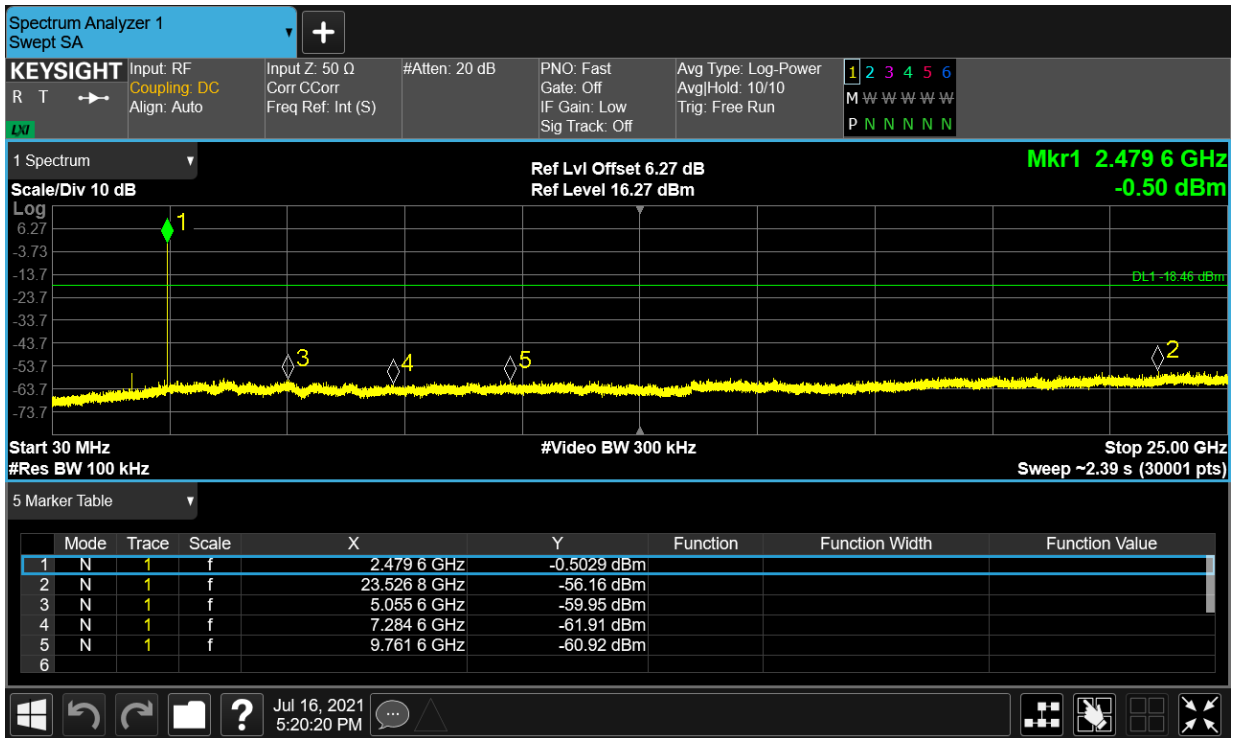 Spectrum Analyzer 1
Swept SA
KEYSIGHT
R T
LXI
Input: RF
Coupling: DC
Align: Auto
Input Z: 50 Ω
Corr CCorr
Freq Ref: Int (S)
#Atten: 20 dB
PNO: Fast
Gate: Off
IF Gain: Low
Sig Track: Off
Avg Type: Log-Power
Avg|Hold: 10/10
Trig: Free Run
1 2 3 4 5 6
M W W W W W
P N N N N N
1 Spectrum
Scale/Div 10 dB
Ref Lvl Offset 6.27 dB
Ref Level 16.27 dBm
Mkr1 2.479 6 GHz
-0.50 dBm
Log
6.27
-3.73
-13.7
-23.7
-33.7
-43.7
-53.7
-63.7
-73.7
1
3
4
5
2
DL1 -18.46 dBm
Start 30 MHz
#Video BW 300 kHz
Stop 25.00 GHz
#Res BW 100 kHz
Sweep ~2.39 s (30001 pts)
5 Marker Table
Mode Trace Scale X Y Function Function Width Function Value
1 N 1 f 2.479 6 GHz -0.5029 dBm
2 N 1 f 23.526 8 GHz -56.16 dBm
3 N 1 f 5.055 6 GHz -59.95 dBm
4 N 1 f 7.284 6 GHz -61.91 dBm
5 N 1 f 9.761 6 GHz -60.92 dBm
6
?
Jul 16, 2021
5:20:20 PM